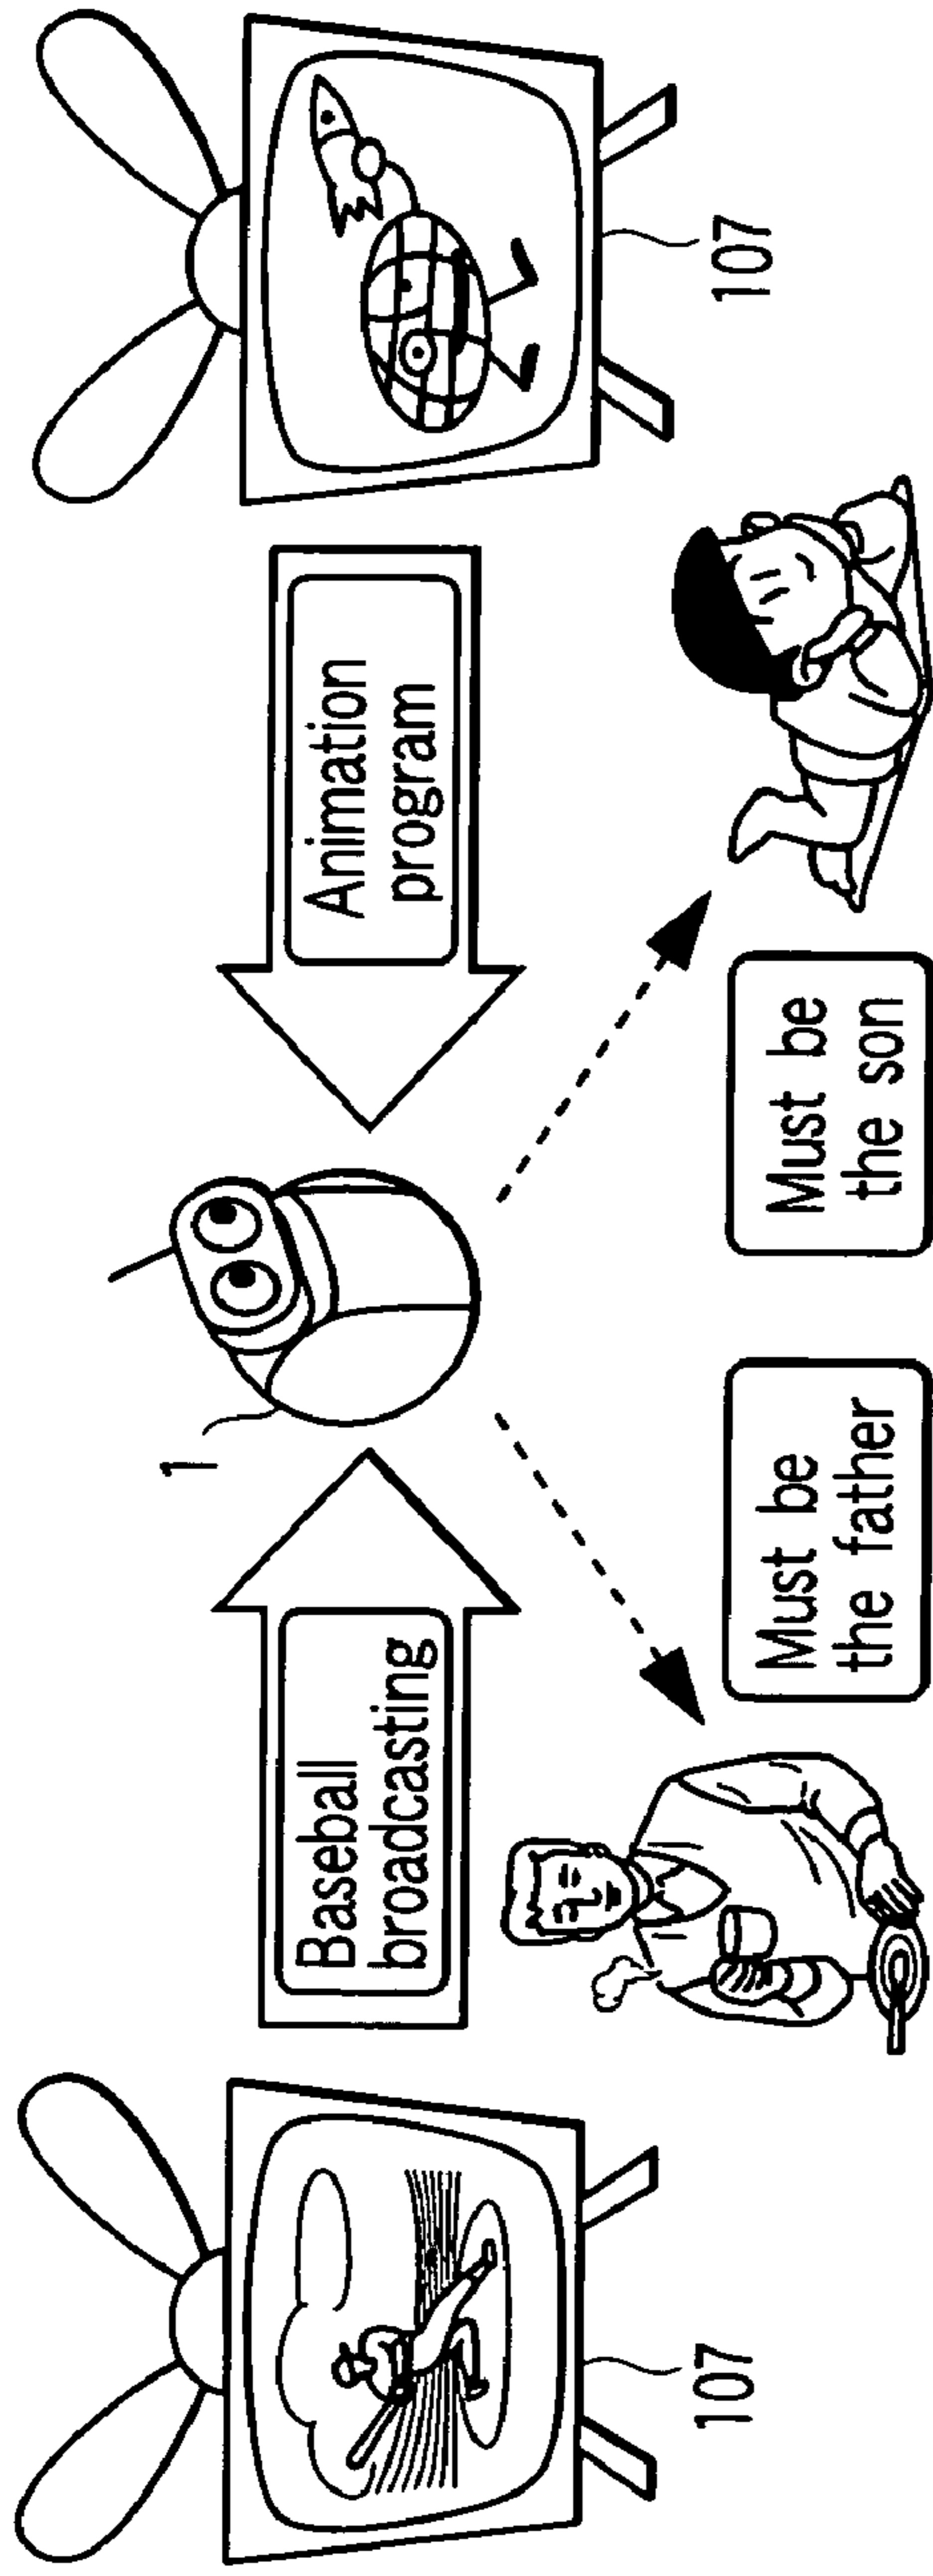 107
Baseball
broadcasting
1
Animation
program
107
Must be
the father
Must be
the son